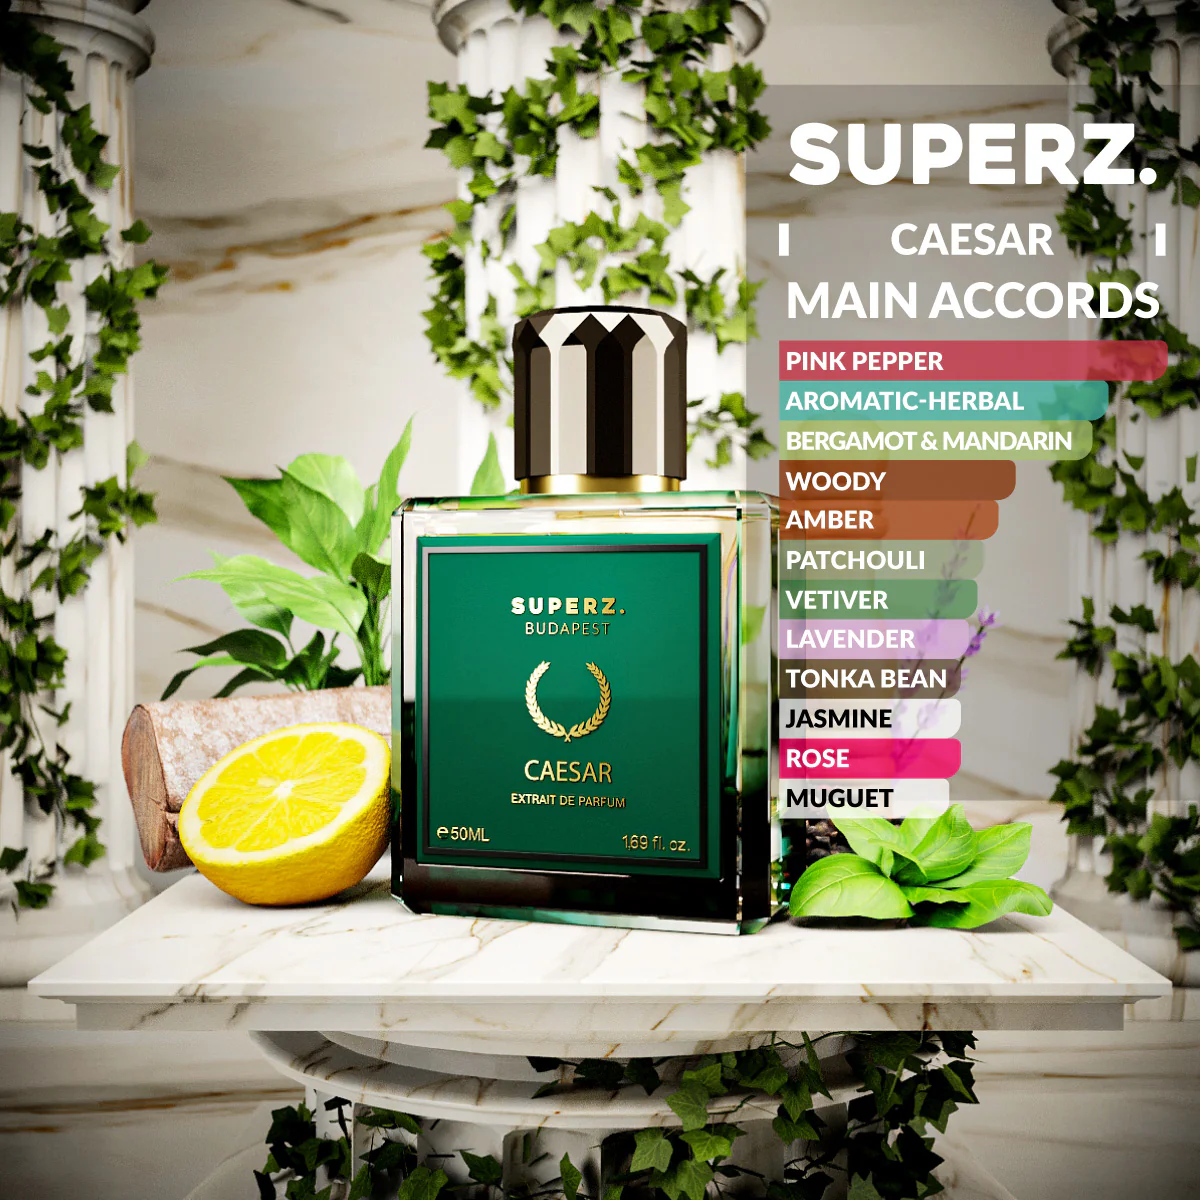 SUPERZ.
CAESAR
MAIN ACCORDS
PINK PEPPER
AROMATIC-HERBAL
BERGAMOT & MANDARIN
WOODY
AMBER
PATCHOULI
VETIVER
LAVENDER
TONKA BEAN
JASMINE
ROSE
MUGUET
SUPERZ.
BUDAPEST
CAESAR
EXTRAIT DE PARFUM
℮50ML 1.69 fl. oz.